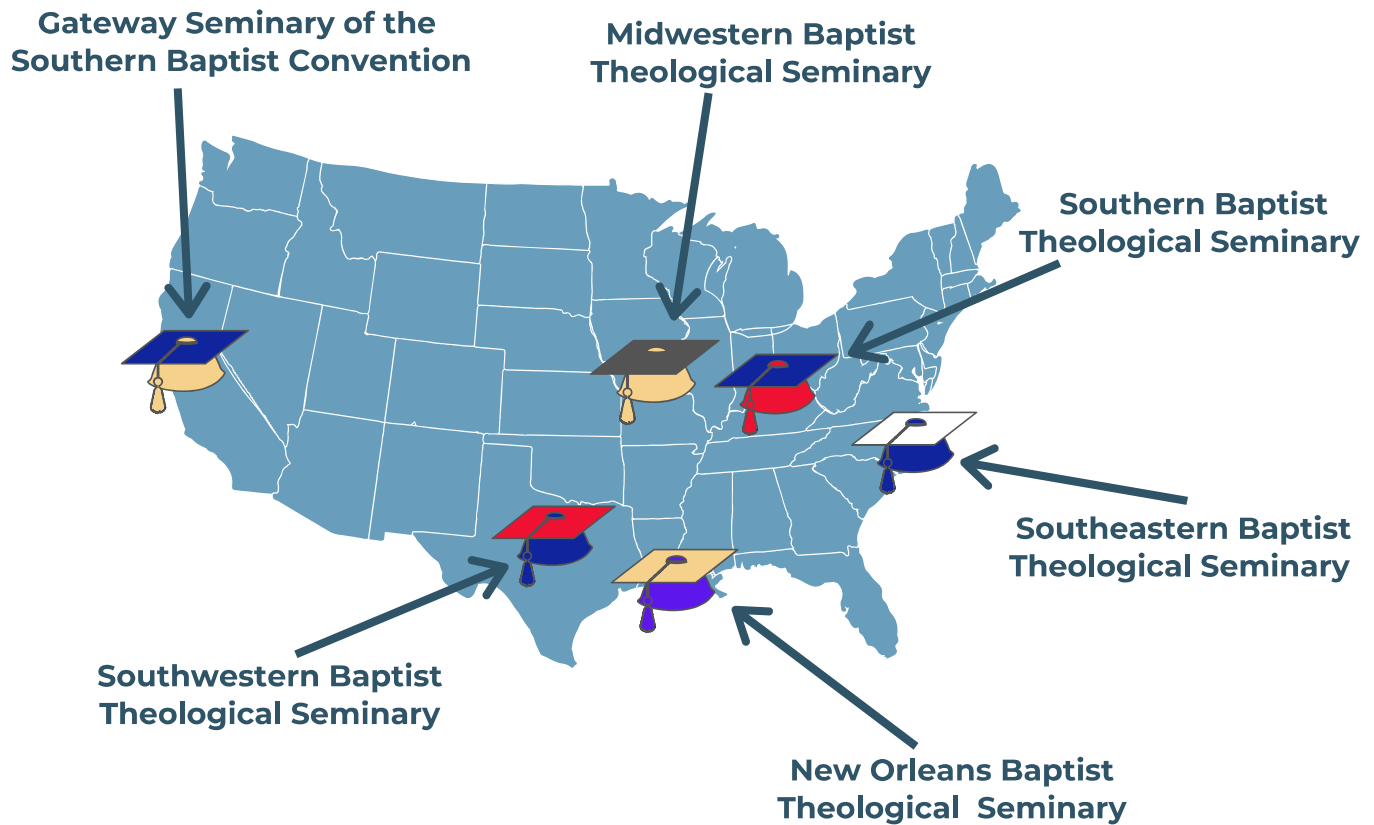 Gateway Seminary of the
Southern Baptist Convention
Midwestern Baptist
Theological Seminary
Southern Baptist
Theological Seminary
Southeastern Baptist
Theological Seminary
Southwestern Baptist
Theological Seminary
New Orleans Baptist
Theological Seminary